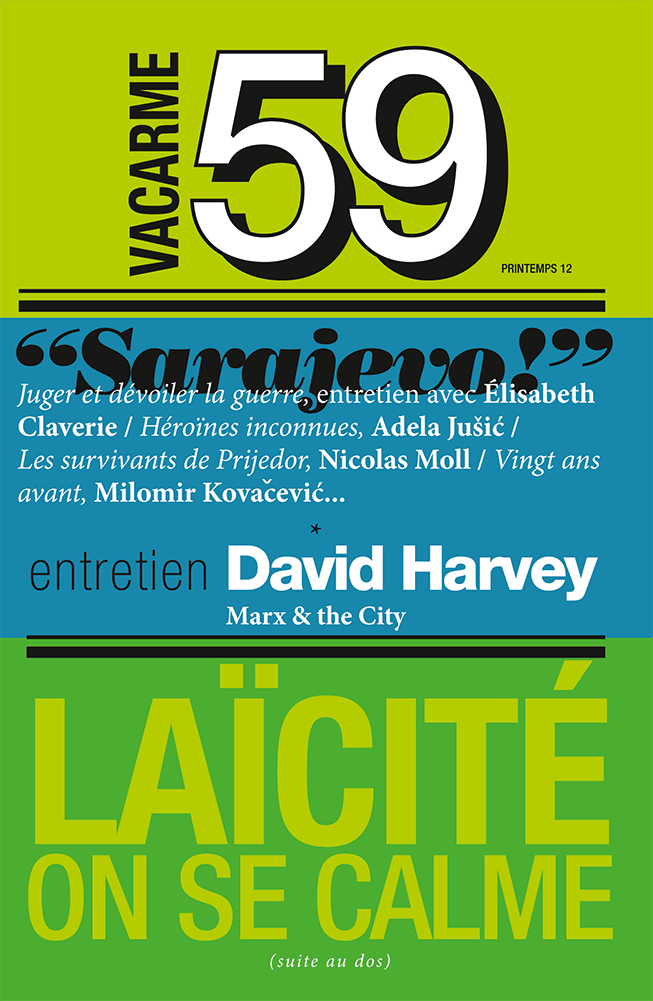 VACARME
59
PRINTEMPS 12
“Sarajevo!”
Juger et dévoiler la guerre, entretien avec Élisabeth
Claverie / Héroïnes inconnues, Adela Jušić /
Les survivants de Prijedor, Nicolas Moll / Vingt ans
avant, Milomir Kovačević...
*
entretien David Harvey
Marx & the City
LAÏCITÉ
ON SE CALME
(suite au dos)